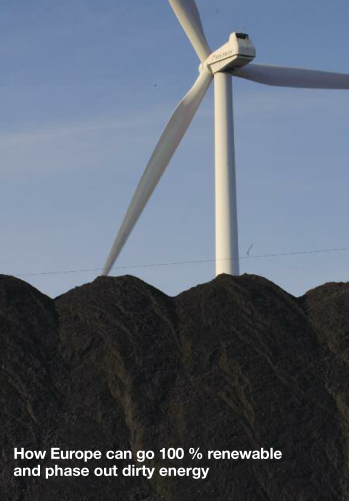 How Europe can go 100 % renewable
and phase out dirty energy